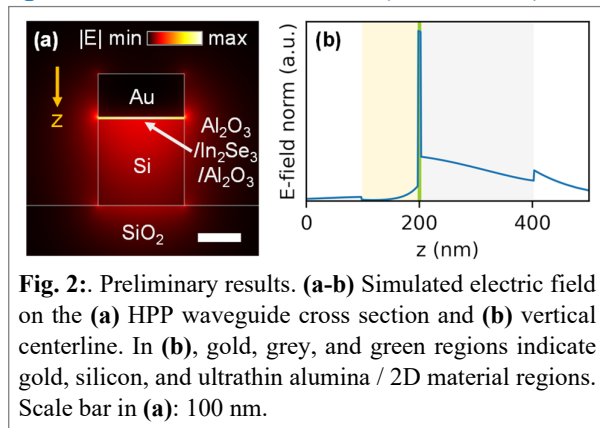 (a) |E| min max
Au
z
Al₂O₃
/In₂Se₃
/Al₂O₃
Si
SiO₂
(b)
E-field norm (a.u.)
0 200 400
z (nm)
Fig. 2:. Preliminary results. (a-b) Simulated electric field
on the (a) HPP waveguide cross section and (b) vertical
centerline. In (b), gold, grey, and green regions indicate
gold, silicon, and ultrathin alumina / 2D material regions.
Scale bar in (a): 100 nm.